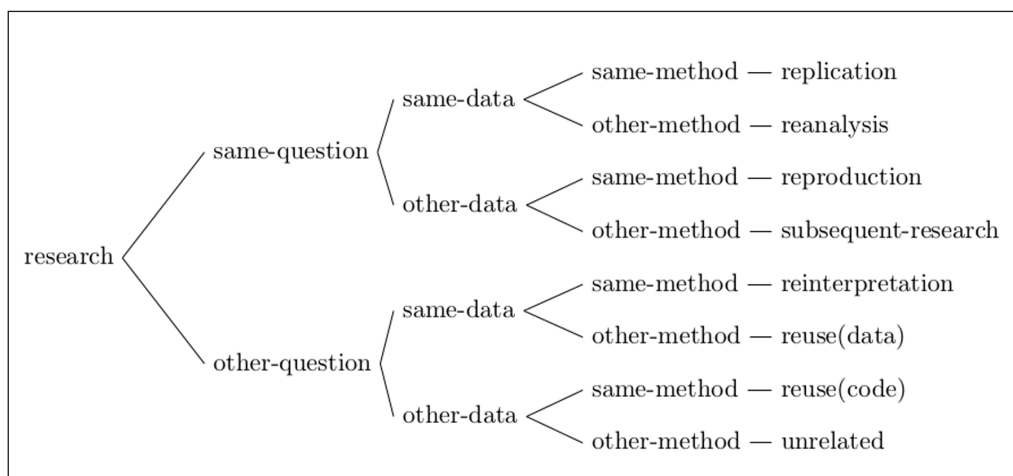 same-method — replication
same-data
other-method — reanalysis
same-question
same-method — reproduction
other-data
other-method — subsequent-research
research
same-method — reinterpretation
same-data
other-method — reuse(data)
other-question
same-method — reuse(code)
other-data
other-method — unrelated